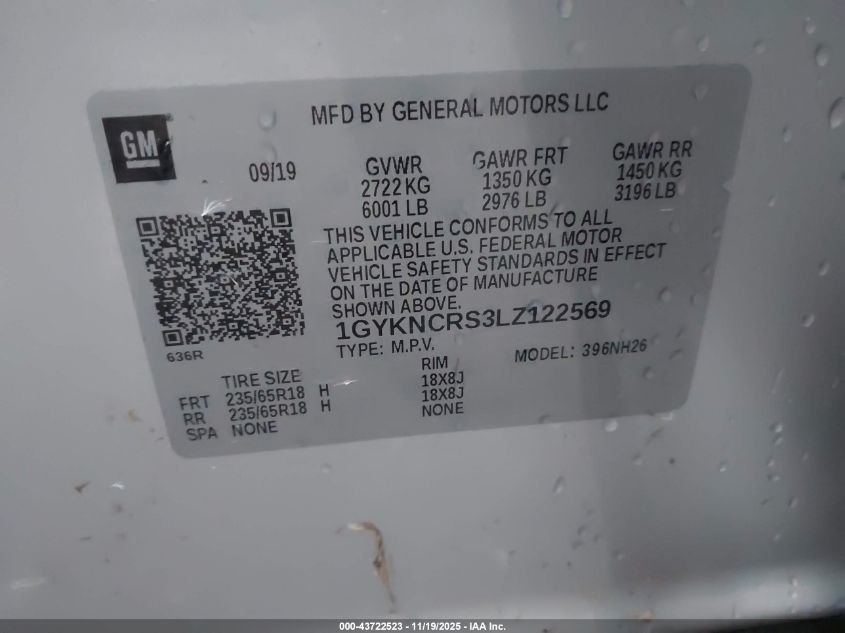 MFD BY GENERAL MOTORS LLC
GM
09/19
GVWR GAWR FRT GAWR RR
2722 KG 1350 KG 1450 KG
6001 LB 2976 LB 3196 LB
THIS VEHICLE CONFORMS TO ALL
APPLICABLE U.S. FEDERAL MOTOR
VEHICLE SAFETY STANDARDS IN EFFECT
ON THE DATE OF MANUFACTURE
SHOWN ABOVE.
1GYKNCRS3LZ122569
TYPE: M.P.V. MODEL: 396NH26
636R
TIRE SIZE RIM
FRT 235/65R18 H 18X8J
RR 235/65R18 H 18X8J
SPA NONE NONE
000-43722523 - 11/19/2025 - IAA Inc.